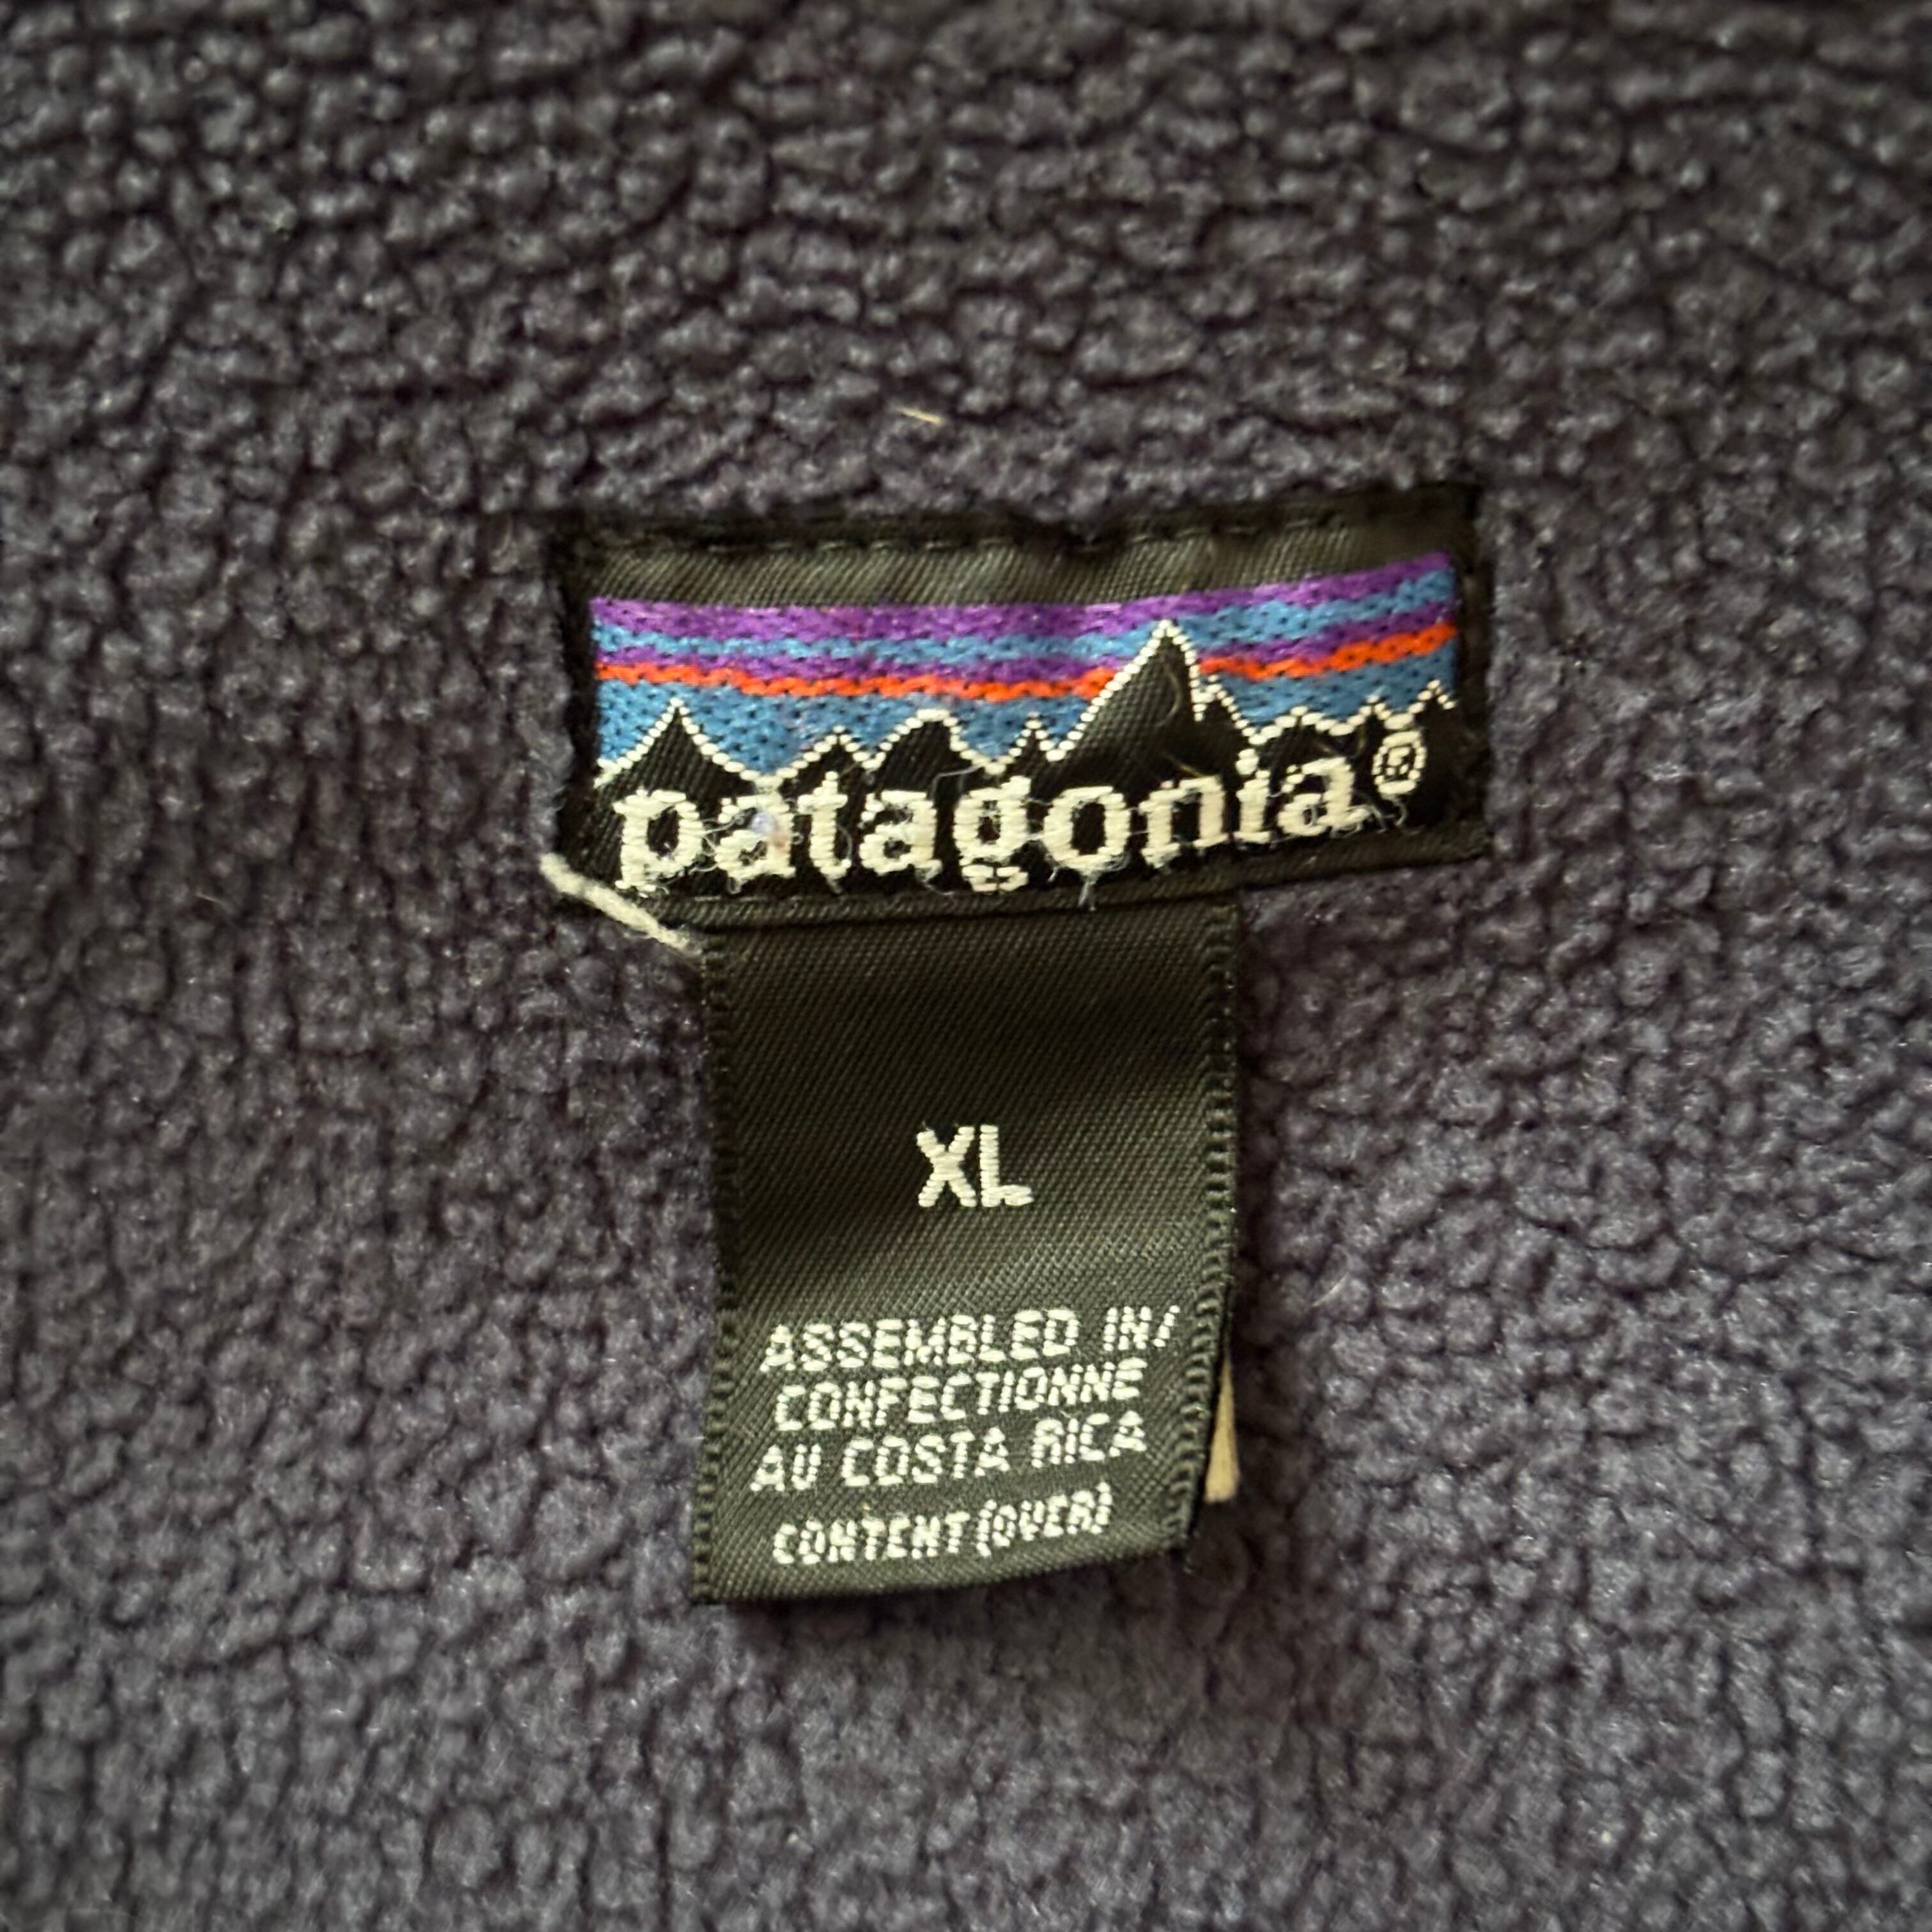 patagonia®
XL
ASSEMBLED IN/
CONFECTIONNE
AU COSTA RICA
CONTENT (OVER)